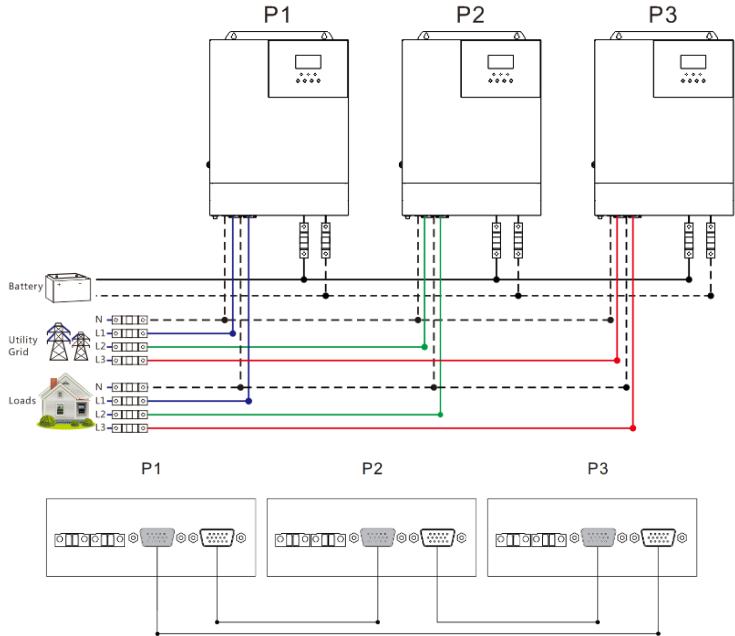 P1 P2 P3
Battery
N
L1
Utility
Grid
L2
L3
N
Loads
L1
L2
L3
P1 P2 P3